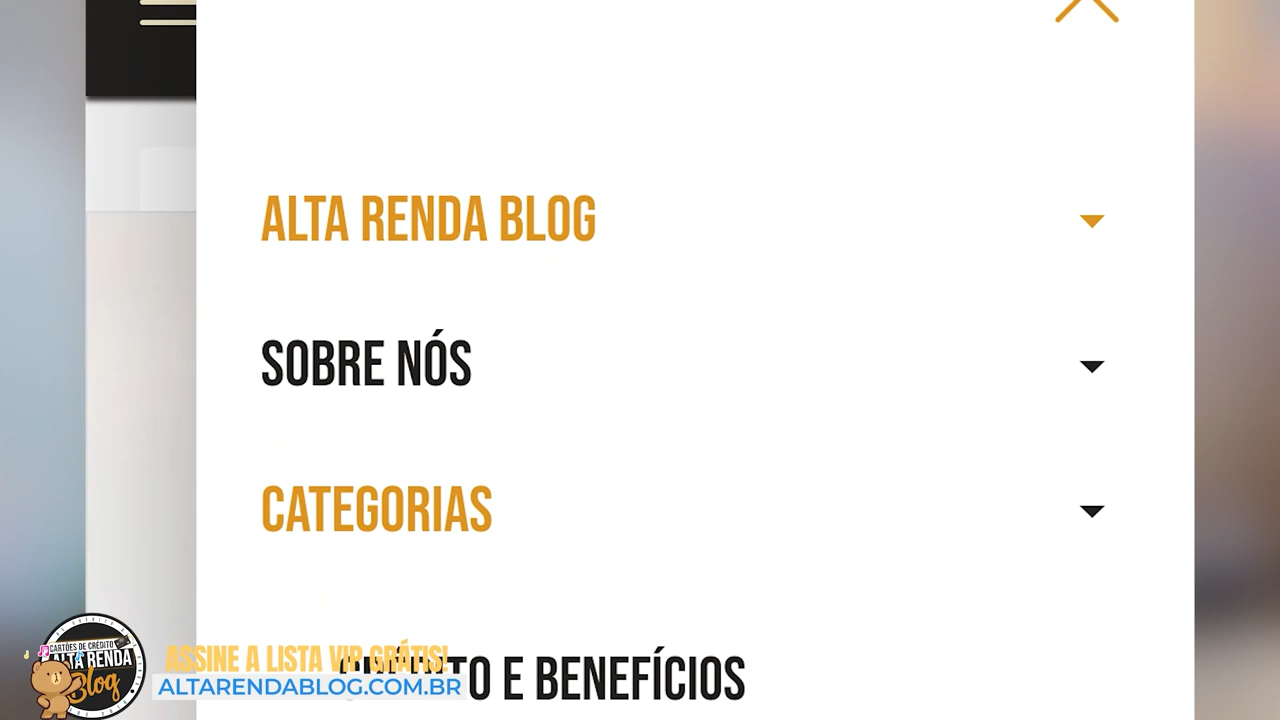 ALTA RENDA BLOG
SOBRE NÓS
CATEGORIAS
CRÉDITO E BENEFÍCIOS
CARTÕES DE CRÉDITO
ALTA RENDA
Blog
ASSINE A LISTA VIP GRÁTIS!
ALTARENDABLOG.COM.BR